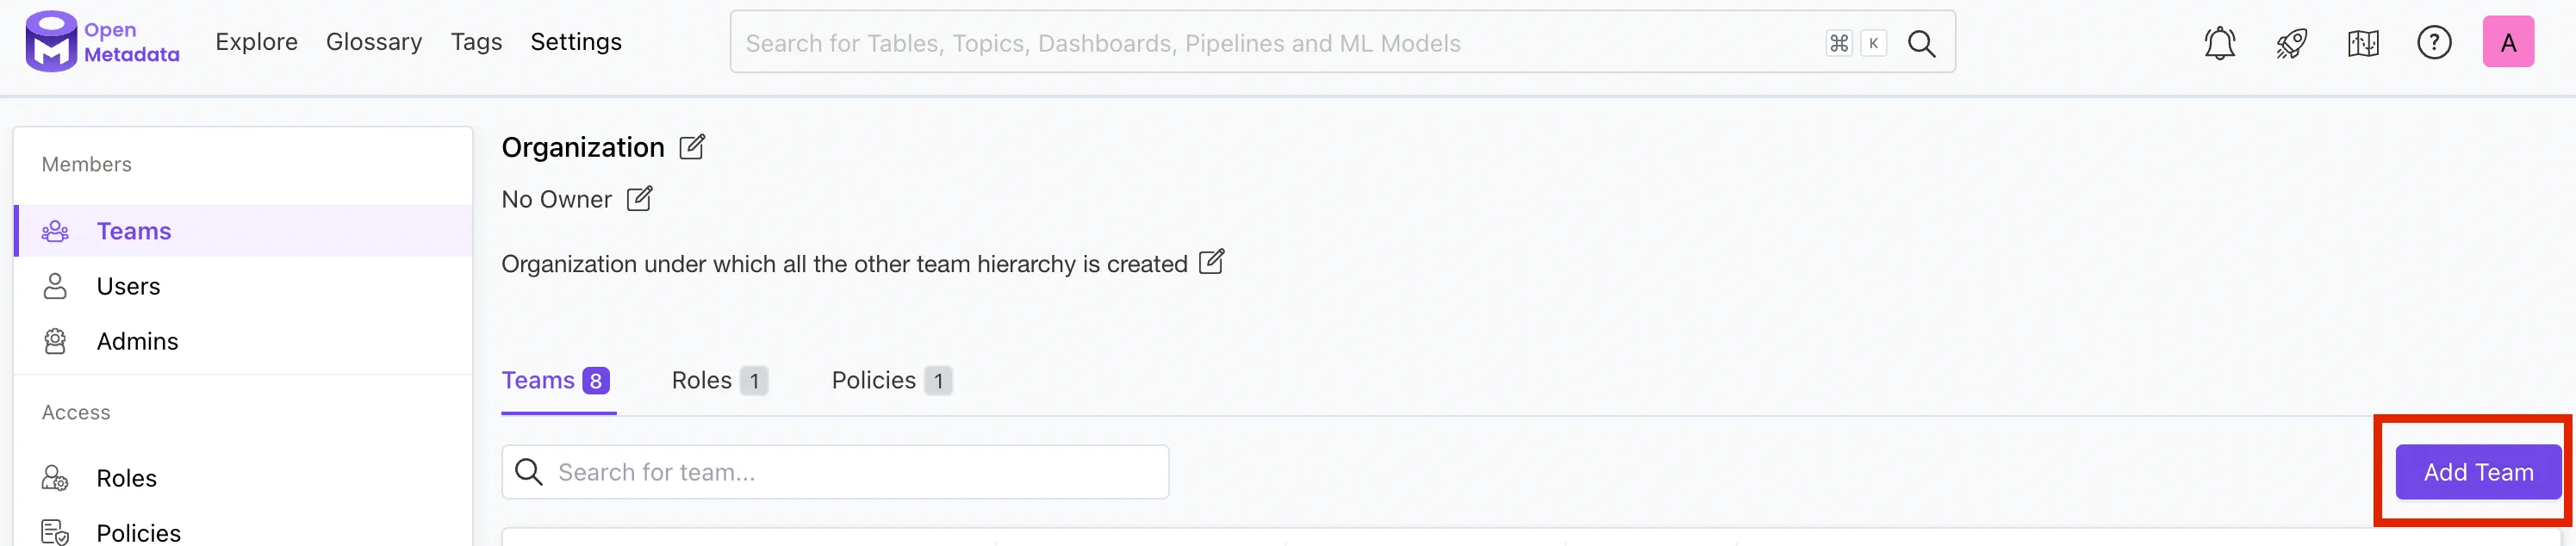 Open
Metadata
Explore Glossary Tags Settings
Search for Tables, Topics, Dashboards, Pipelines and ML Models
⌘ K
?
A
Members
Teams
Users
Admins
Access
Roles
Policies
Organization
No Owner
Organization under which all the other team hierarchy is created
Teams 8 Roles 1 Policies 1
Search for team...
Add Team